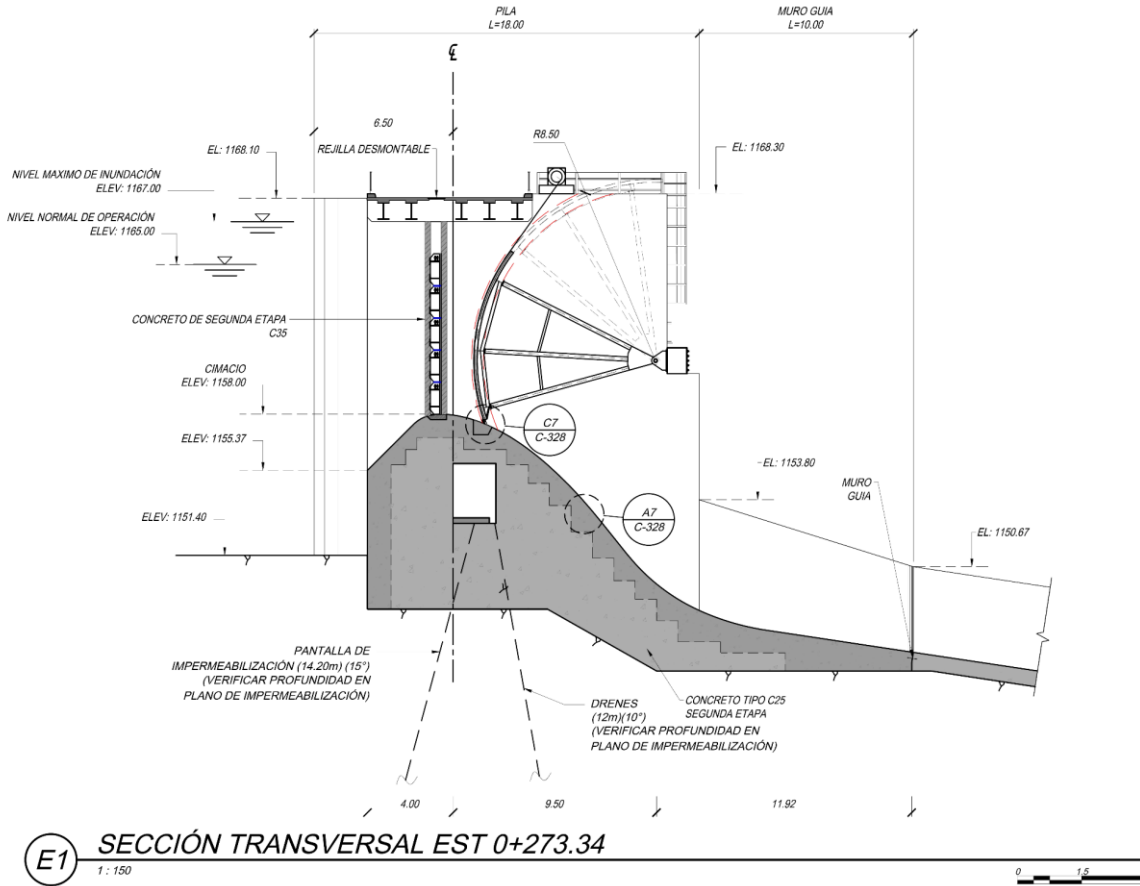 PILA
L=18.00
MURO GUIA
L=10.00
℄
6.50
R8.50
EL: 1168.10
REJILLA DESMONTABLE
EL: 1168.30
NIVEL MAXIMO DE INUNDACIÓN
ELEV: 1167.00
NIVEL NORMAL DE OPERACIÓN
ELEV: 1165.00
CONCRETO DE SEGUNDA ETAPA
C35
CIMACIO
ELEV: 1158.00
C7
C-328
ELEV: 1155.37
EL: 1153.80
MURO
GUIA
A7
C-328
ELEV: 1151.40
EL: 1150.67
PANTALLA DE
IMPERMEABILIZACIÓN (14.20m) (15°)
(VERIFICAR PROFUNDIDAD EN
PLANO DE IMPERMEABILIZACIÓN)
DRENES
(12m)(10°)
(VERIFICAR PROFUNDIDAD EN
PLANO DE IMPERMEABILIZACIÓN)
CONCRETO TIPO C25
SEGUNDA ETAPA
4.00
9.50
11.92
E1
SECCIÓN TRANSVERSAL EST 0+273.34
1 : 150
0
1.5